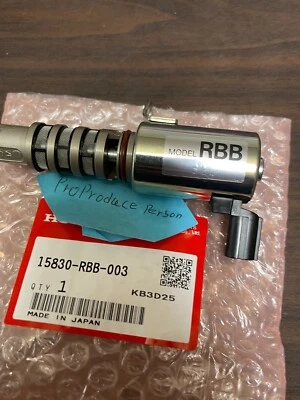 MODEL RBB
ProProduce Person
H
15830-RBB-003
QTY 1
KB3D25
MADE IN JAPAN